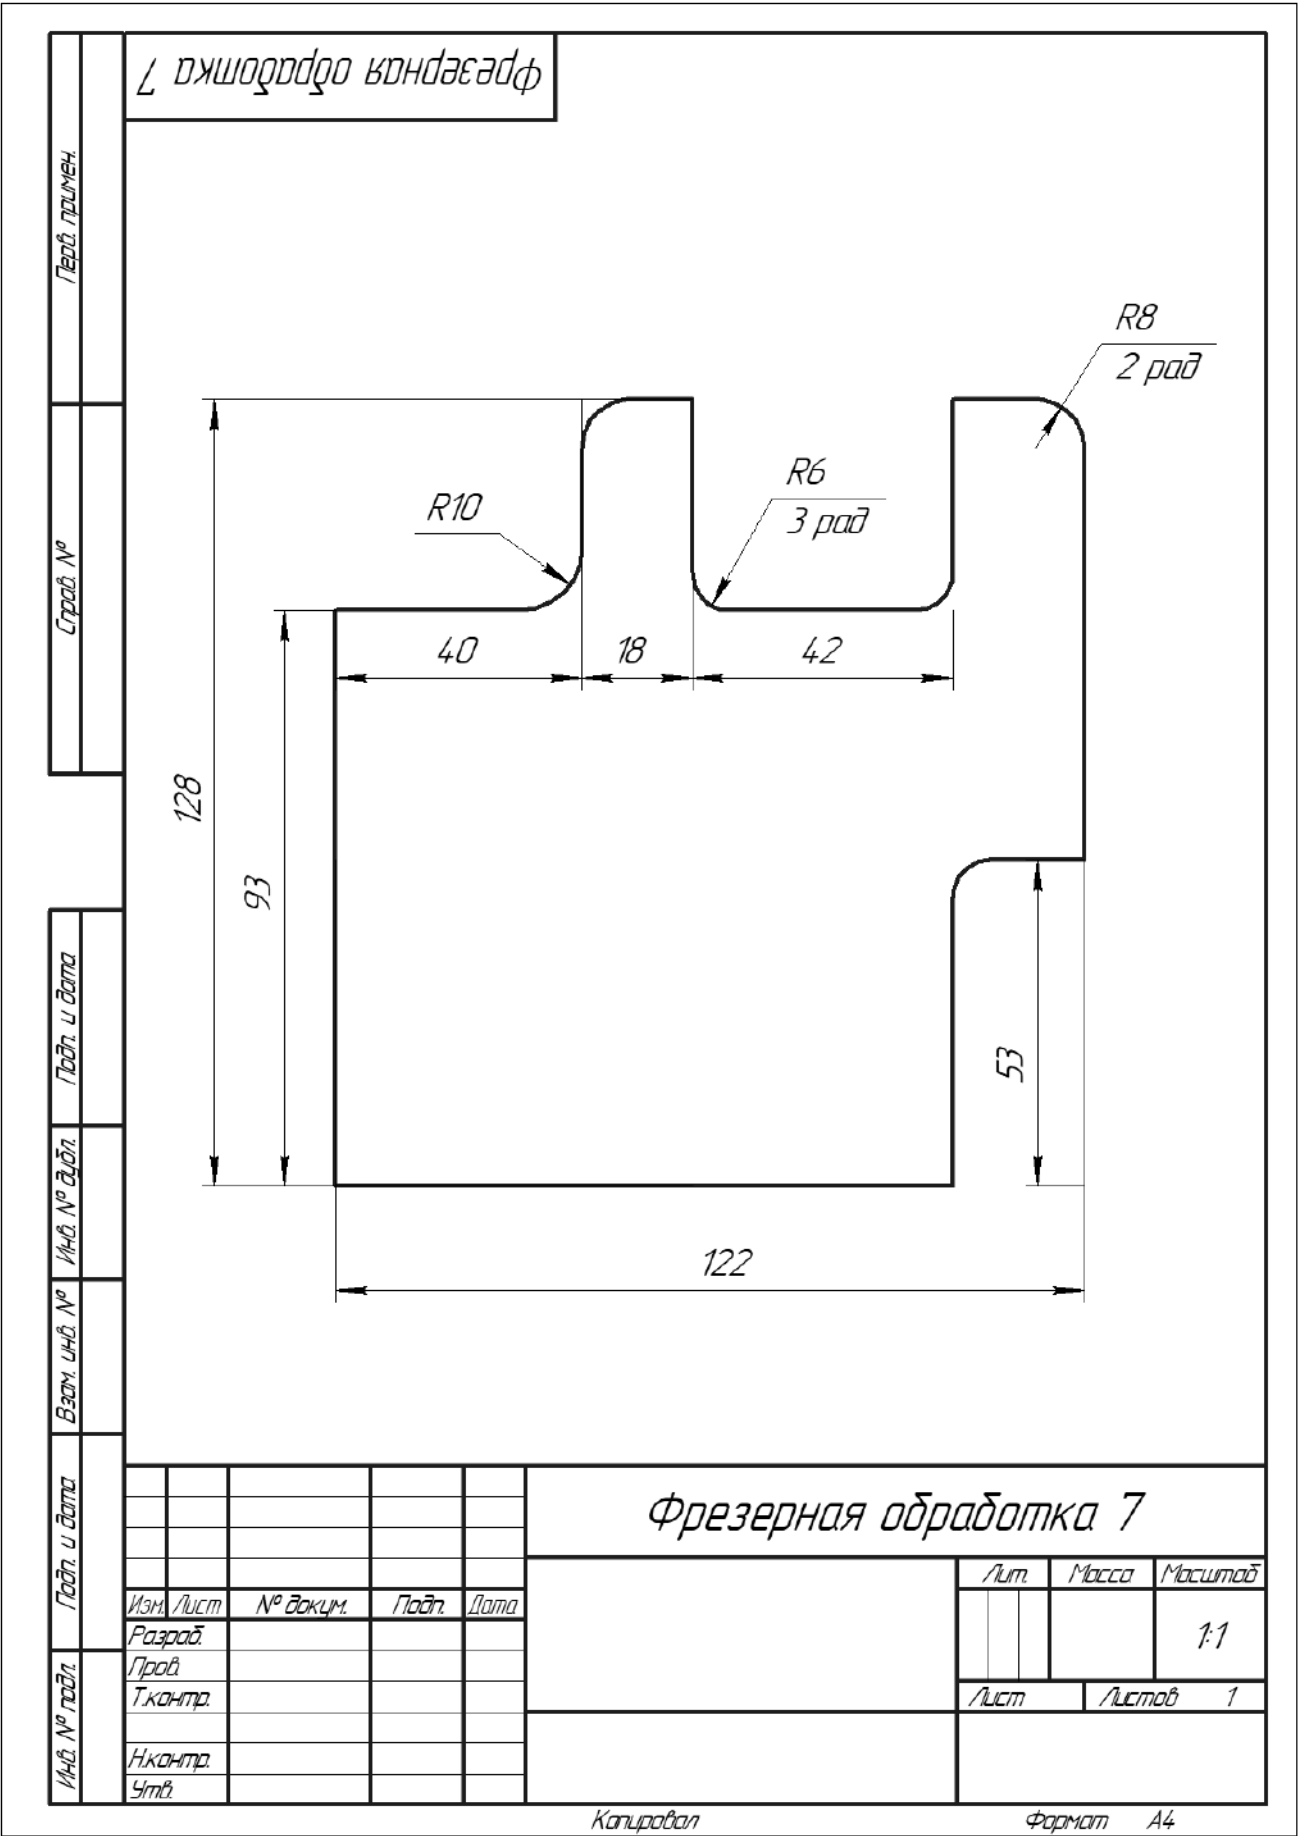 Фрезерная обработка 7
Перв. примен.
Справ. №
R8
2 рад
R6
3 рад
R10
40
18
42
128
93
53
122
Подп. и дата
Инв. № дубл.
Взам. инв. №
Подп. и дата
Инв. № подл.
Фрезерная обработка 7
Лит. Масса Масштаб
Изм. Лист № докум. Подп. Дата
1:1
Разраб.
Пров.
Т.контр.
Лист Листов 1
Н.контр.
Утв.
Копировал Формат А4